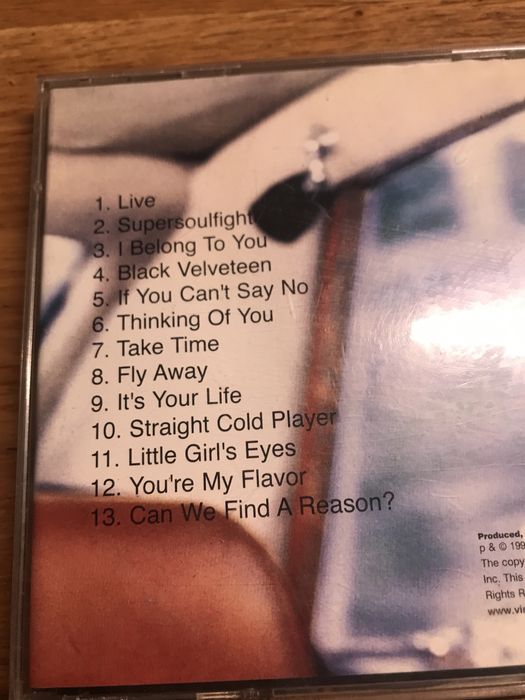 1. Live
2. Supersoulfight
3. I Belong To You
4. Black Velveteen
5. If You Can't Say No
6. Thinking Of You
7. Take Time
8. Fly Away
9. It's Your Life
10. Straight Cold Player
11. Little Girl's Eyes
12. You're My Flavor
13. Can We Find A Reason?
Produced,
p & © 199
The copy
Inc. This
Rights R
www.vi